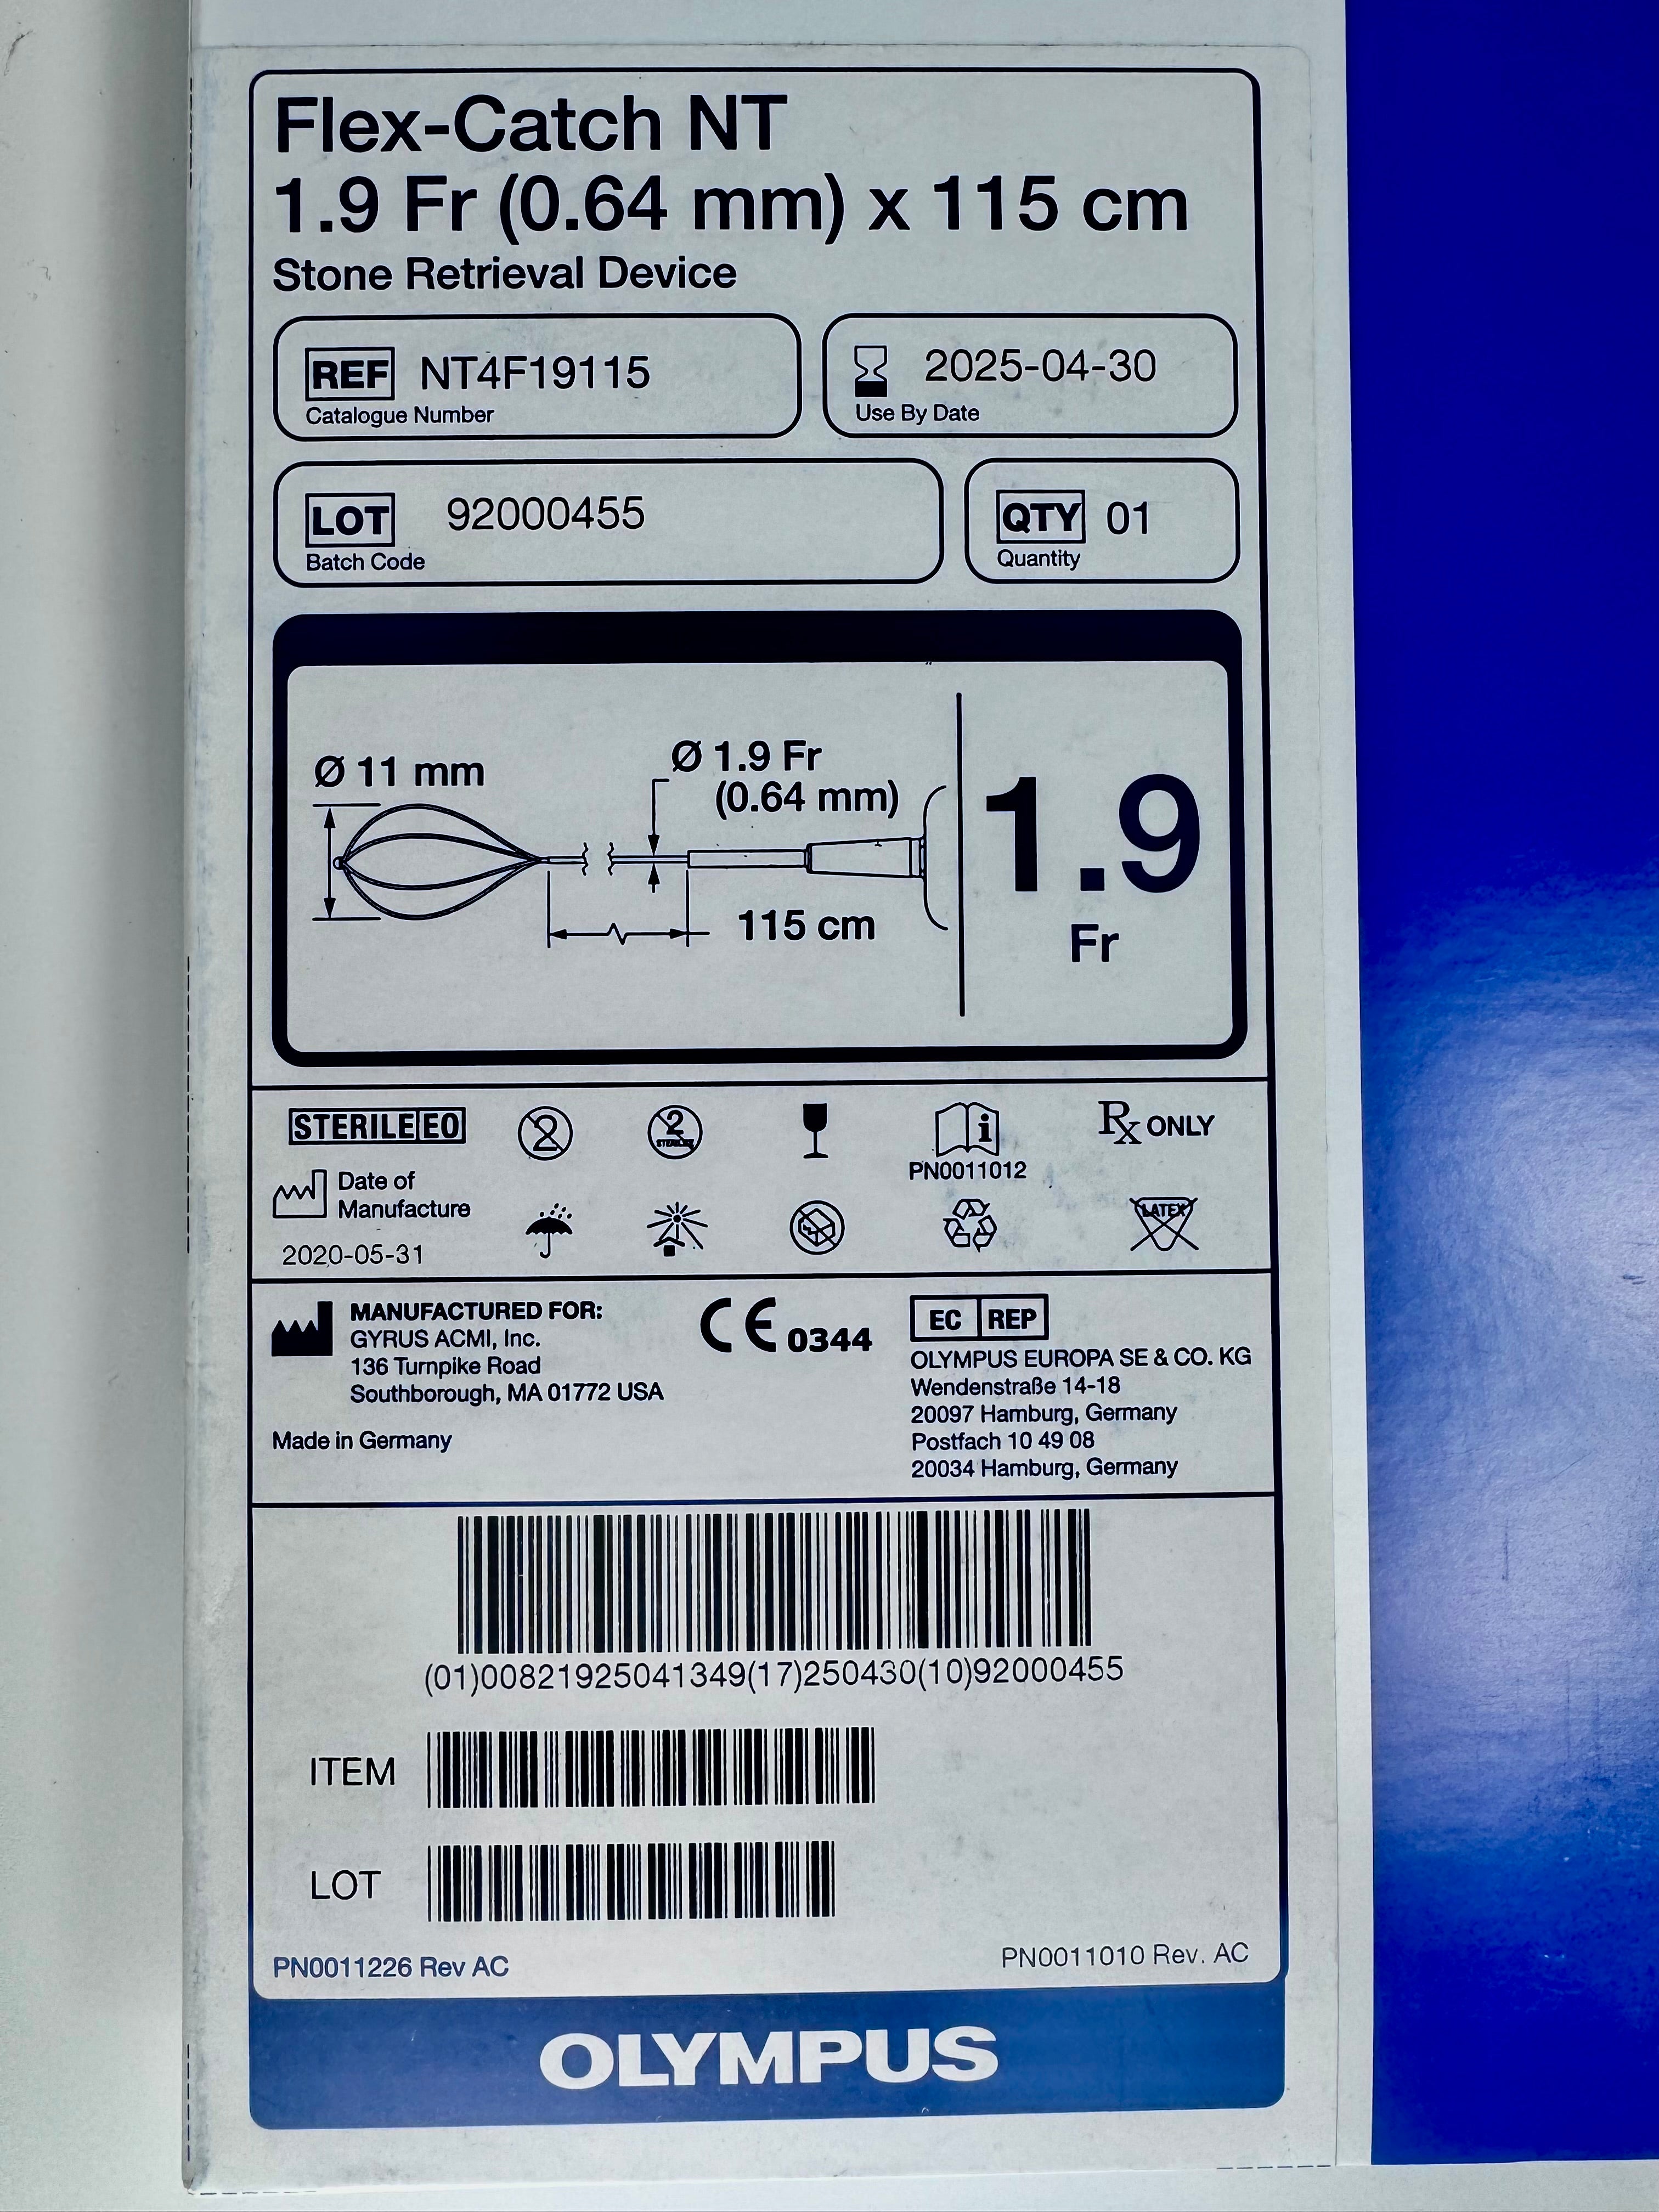 Flex-Catch NT
1.9 Fr (0.64 mm) x 115 cm
Stone Retrieval Device
REF NT4F19115
Catalogue Number
2025-04-30
Use By Date
LOT 92000455
Batch Code
QTY 01
Quantity
Ø 11 mm
Ø 1.9 Fr
(0.64 mm)
115 cm
1.9
Fr
STERILE EO
2
2
STERILIZE
i
PN0011012
Rx ONLY
Date of
Manufacture
2020-05-31
LATEX
MANUFACTURED FOR:
GYRUS ACMI, Inc.
136 Turnpike Road
Southborough, MA 01772 USA
Made in Germany
CE 0344
EC REP
OLYMPUS EUROPA SE & CO. KG
Wendenstraße 14-18
20097 Hamburg, Germany
Postfach 10 49 08
20034 Hamburg, Germany
(01)00821925041349(17)250430(10)92000455
ITEM
LOT
PN0011226 Rev AC
PN0011010 Rev. AC
OLYMPUS